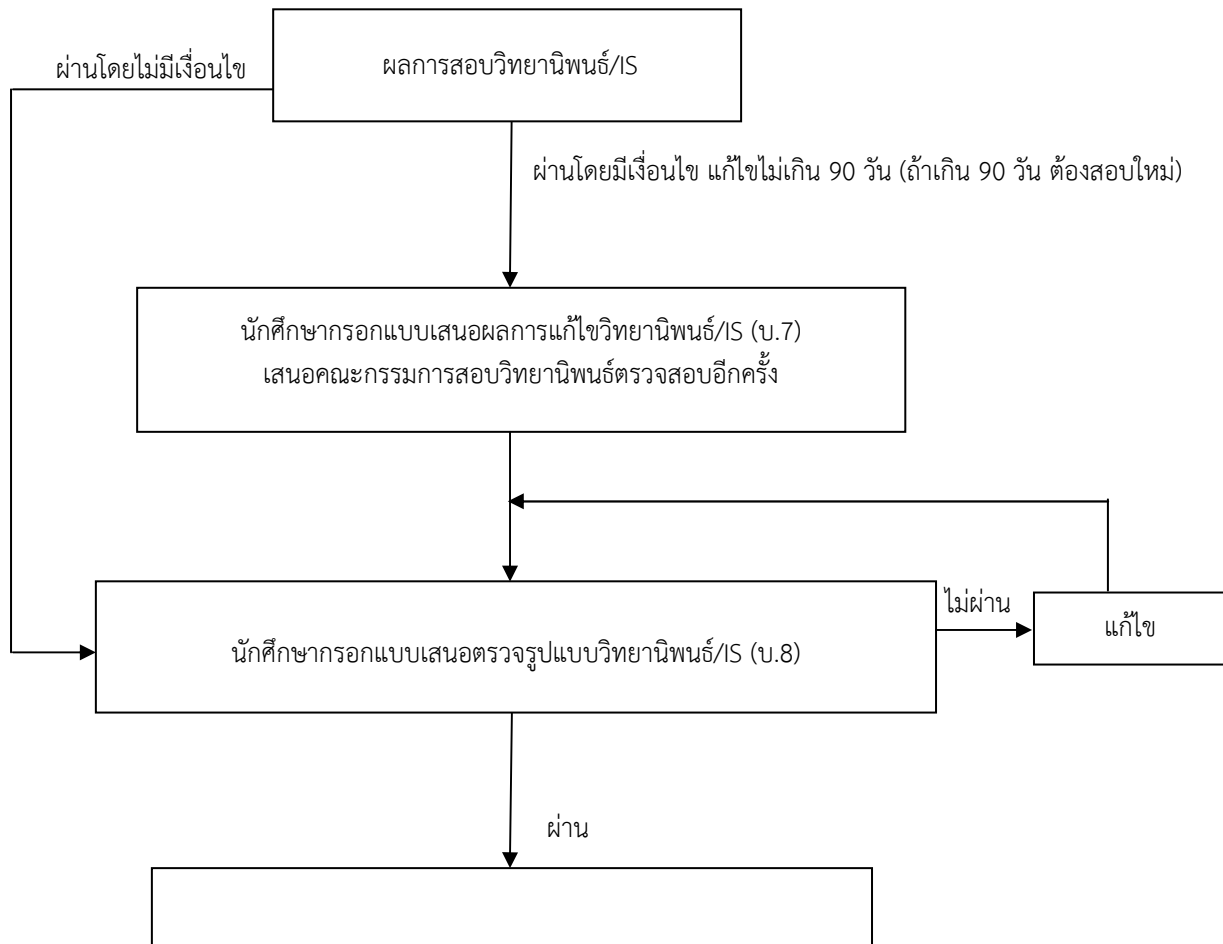 ผลการสอบวิทยานิพนธ์/IS
ผ่านโดยไม่มีเงื่อนไข
ผ่านโดยมีเงื่อนไข แก้ไขไม่เกิน 90 วัน (ถ้าเกิน 90 วัน ต้องสอบใหม่)
นักศึกษากรอกแบบเสนอผลการแก้ไขวิทยานิพนธ์/IS (บ.7)
เสนอคณะกรรมการสอบวิทยานิพนธ์ตรวจสอบอีกครั้ง
ไม่ผ่าน
แก้ไข
นักศึกษากรอกแบบเสนอตรวจรูปแบบวิทยานิพนธ์/IS (บ.8)
ผ่าน